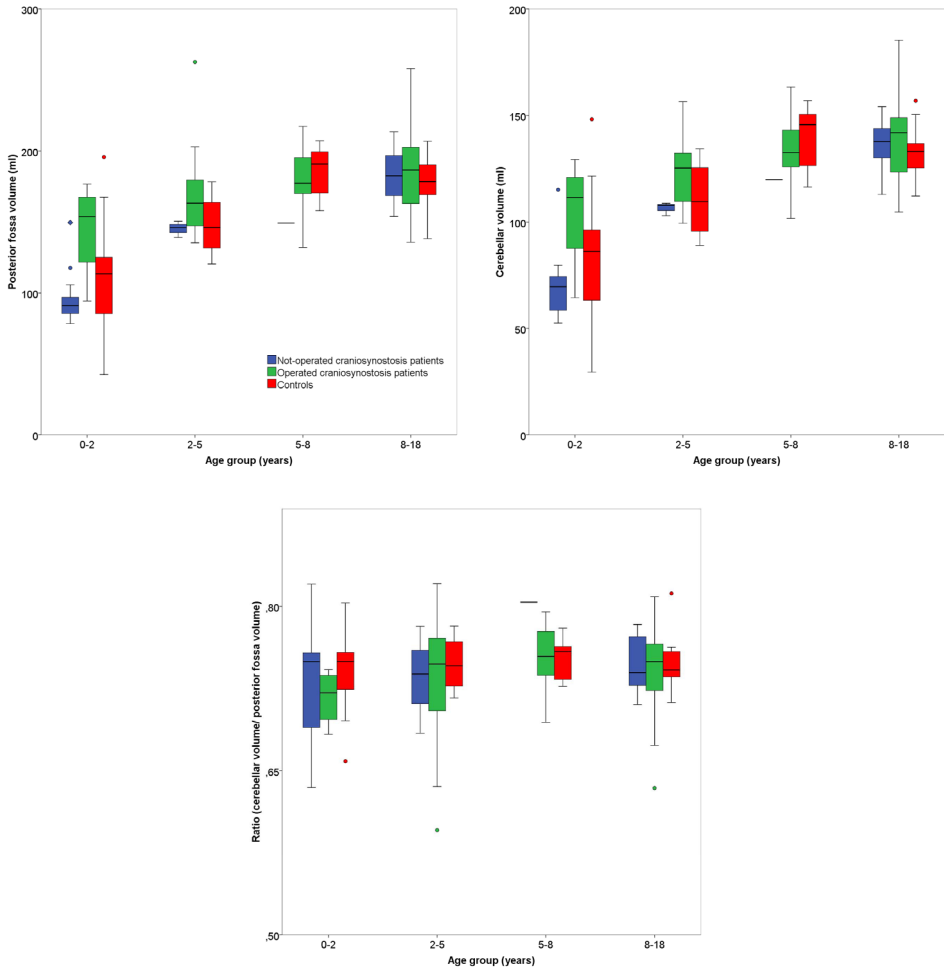 300
200
100
0
Posterior fossa volume (ml)
Not-operated craniosynostosis patients
Operated craniosynostosis patients
Controls
0-2 2-5 5-8 8-18
Age group (years)
200
150
100
50
0
Cerebellar volume (ml)
0-2 2-5 5-8 8-18
Age group (years)
,80
,65
,50
Ratio (cerebellar volume/ posterior fossa volume)
0-2 2-5 5-8 8-18
Age group (years)